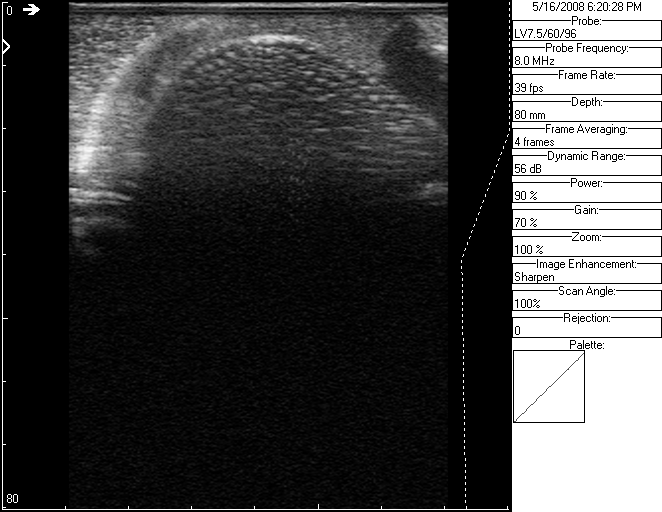 0
80
5/16/2008 6:20:28 PM
Probe:
LV7.5/60/96
Probe Frequency:
8.0 MHz
Frame Rate:
39 fps
Depth:
80 mm
Frame Averaging:
4 frames
Dynamic Range:
56 dB
Power:
90 %
Gain:
70 %
Zoom:
100 %
Image Enhancement:
Sharpen
Scan Angle:
100%
Rejection:
0
Palette: